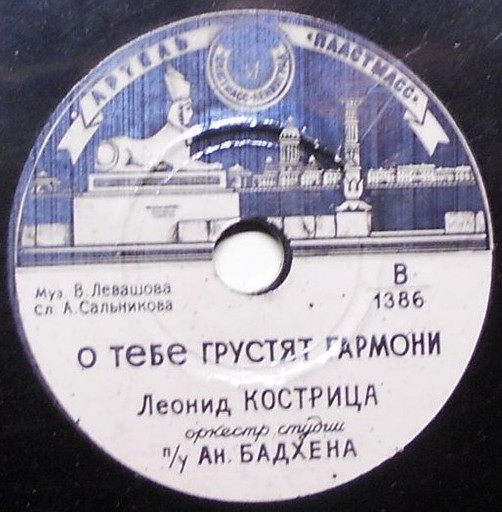 АРТЕЛЬ «ПЛАСТМАСС»
Муз. В. Левашова
Сл. А. Сальникова
В
1386
О ТЕБЕ ГРУСТЯТ ГАРМОНИ
Леонид КОСТРИЦА
оркестр студии
п/у АН. БАДХЕНА